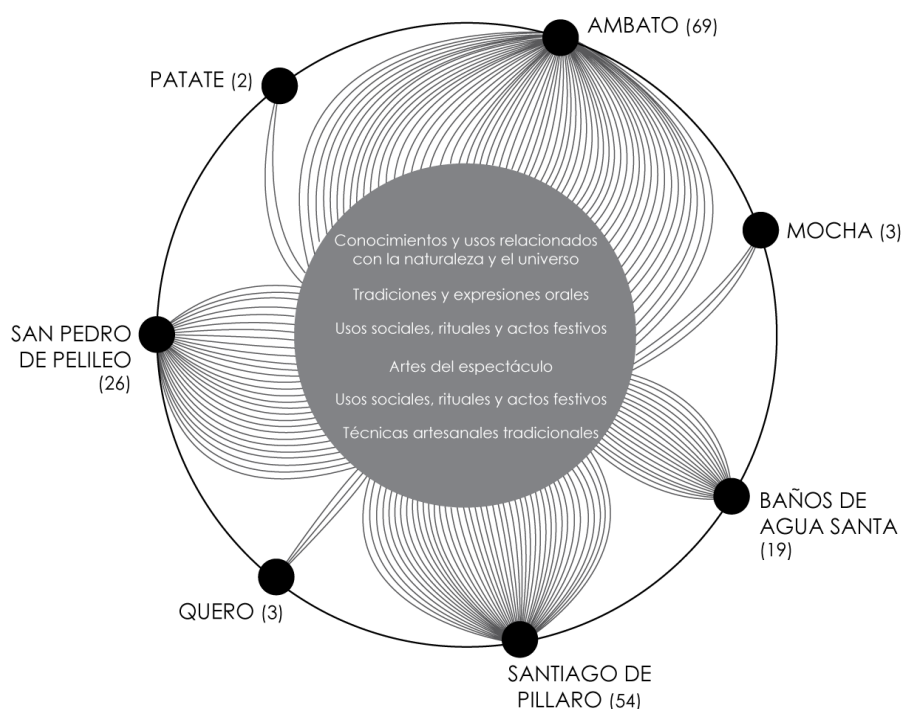 AMBATO (69)
PATATE (2)
MOCHA (3)
Conocimientos y usos relacionados
con la naturaleza y el universo
Tradiciones y expresiones orales
Usos sociales, rituales y actos festivos
Artes del espectáculo
Usos sociales, rituales y actos festivos
Técnicas artesanales tradicionales
SAN PEDRO
DE PELILEO
(26)
BAÑOS DE
AGUA SANTA
(19)
QUERO (3)
SANTIAGO DE
PILLARO (54)